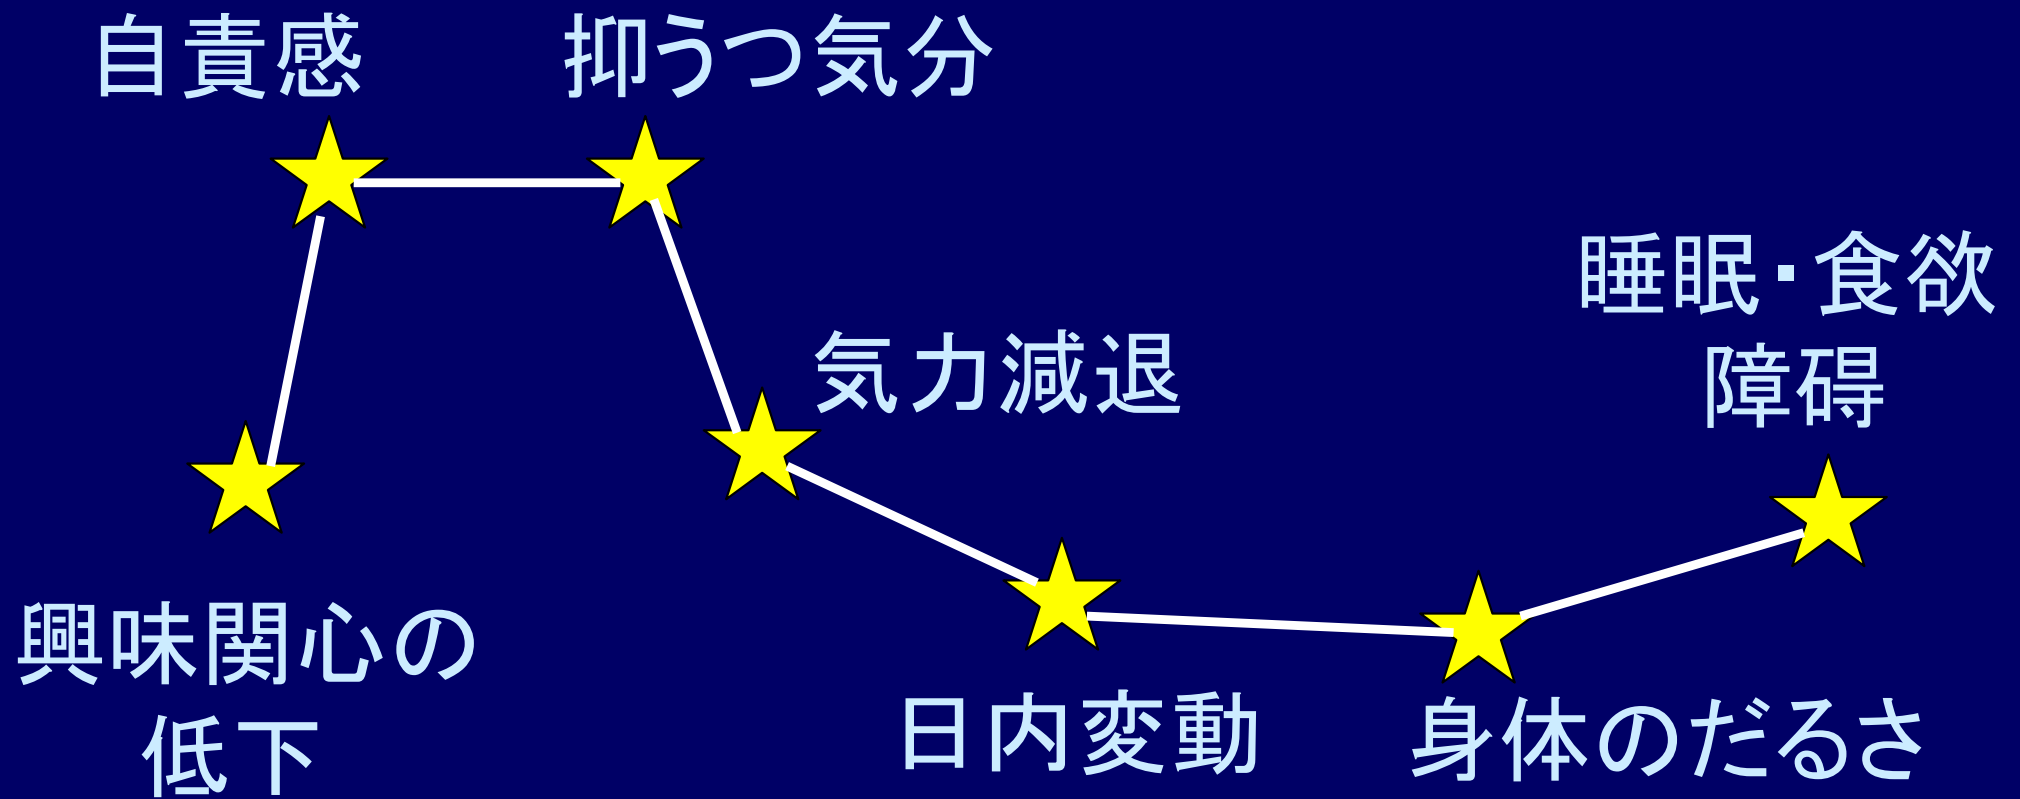 自責感
抑うつ気分
睡眠・食欲
障碍
気力減退
興味関心の
低下
日内変動
身体のだるさ